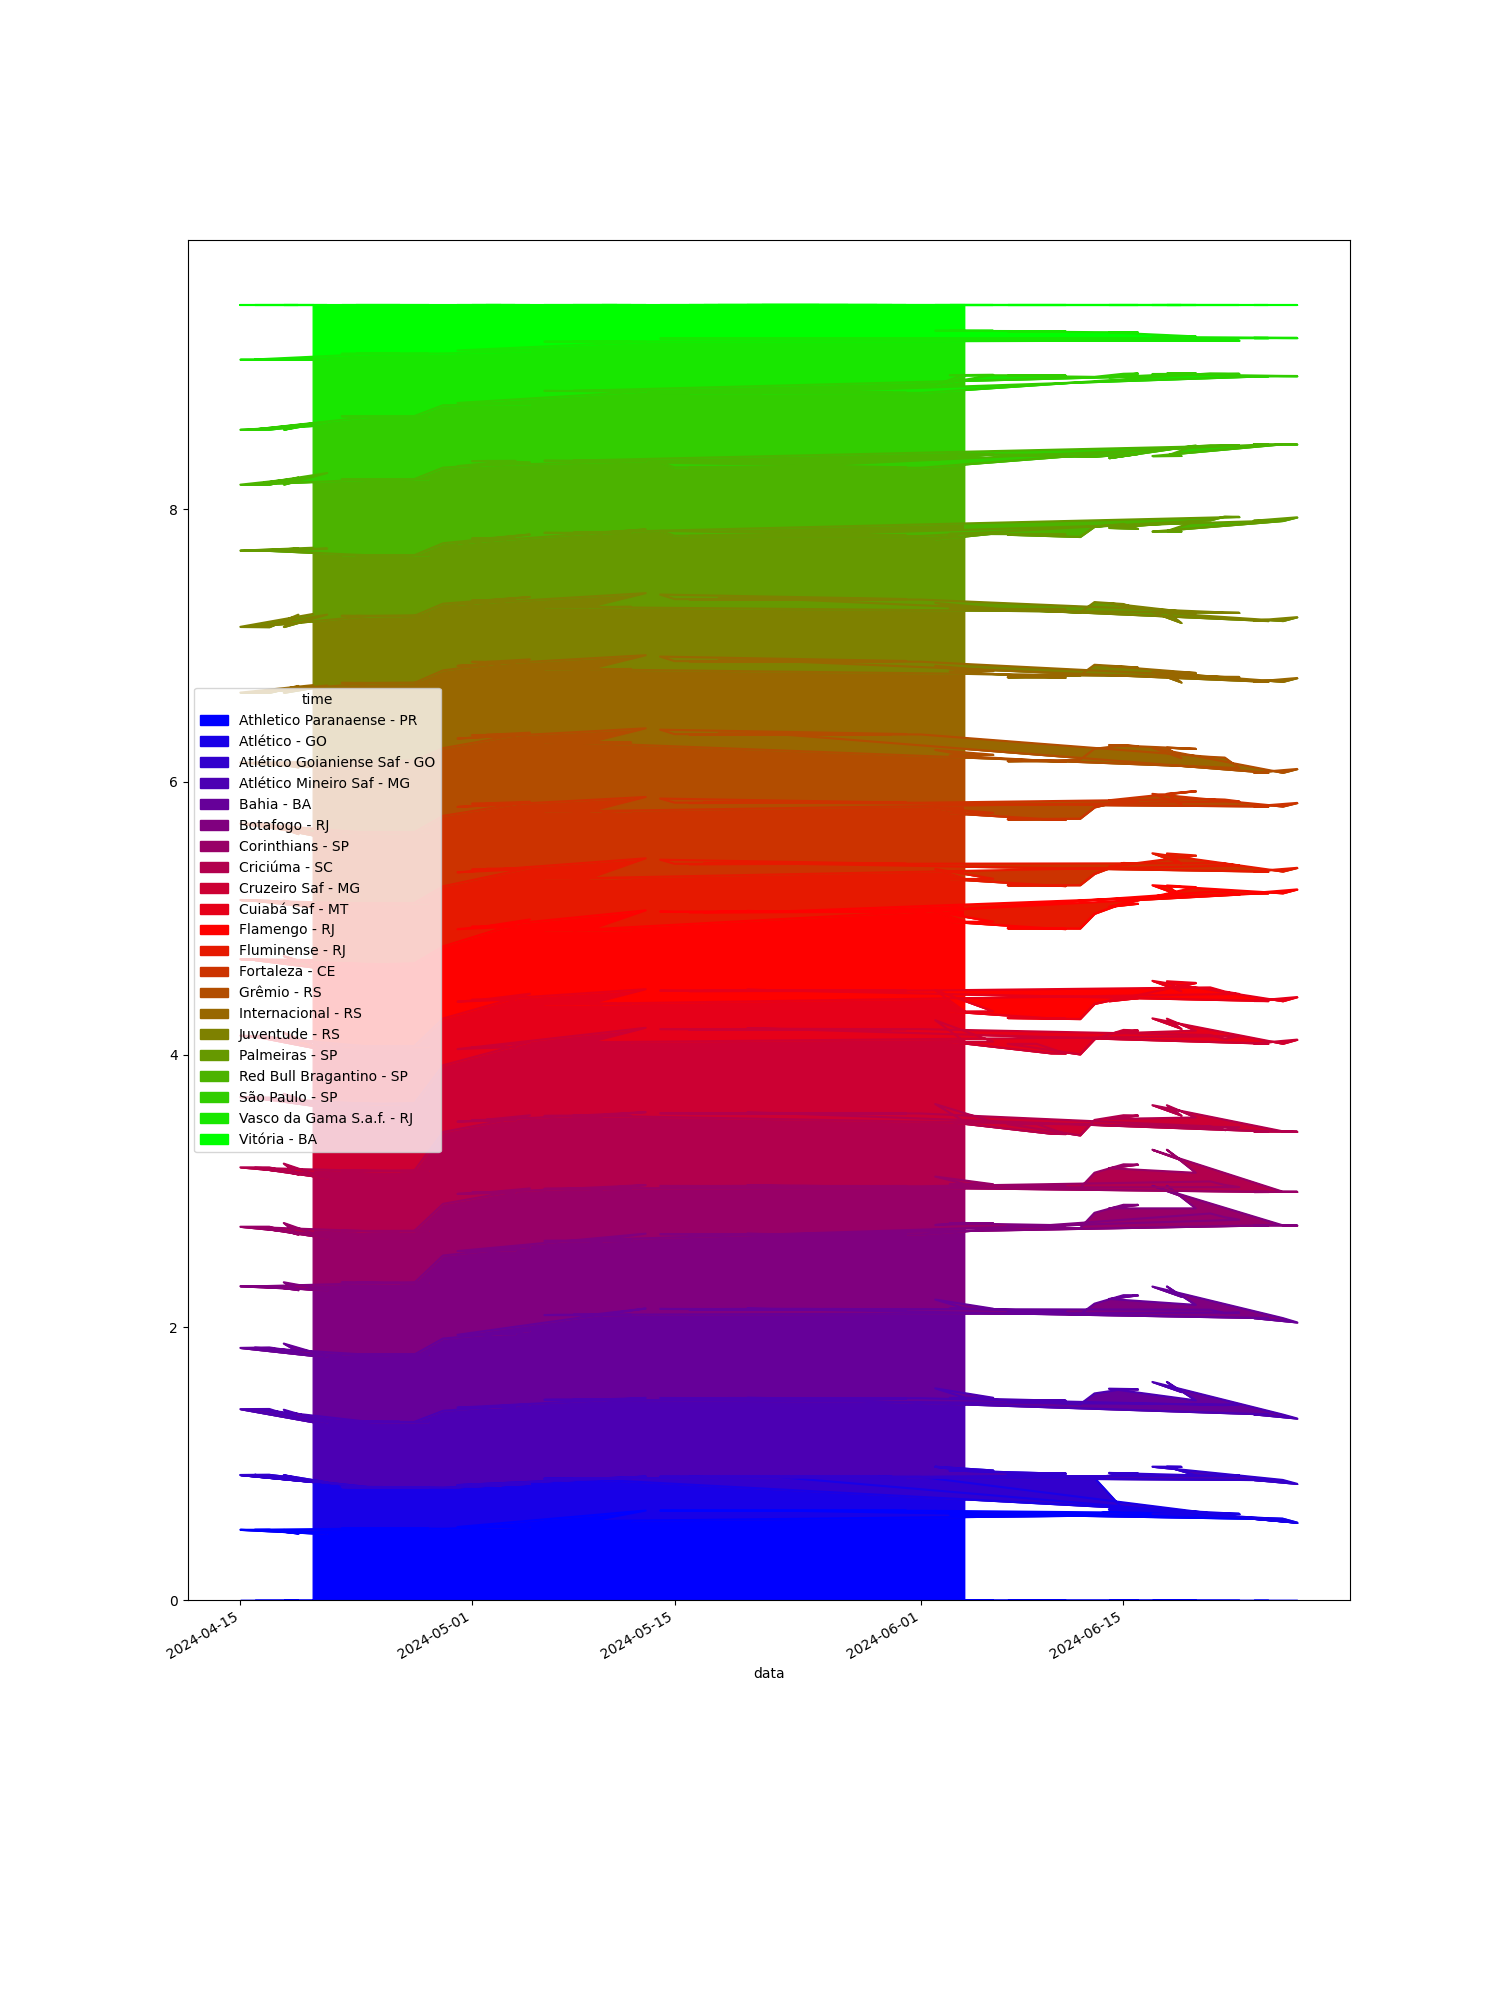 8
6
4
2
0
time
Athletico Paranaense - PR
Atlético - GO
Atlético Goianiense Saf - GO
Atlético Mineiro Saf - MG
Bahia - BA
Botafogo - RJ
Corinthians - SP
Criciúma - SC
Cruzeiro Saf - MG
Cuiabá Saf - MT
Flamengo - RJ
Fluminense - RJ
Fortaleza - CE
Grêmio - RS
Internacional - RS
Juventude - RS
Palmeiras - SP
Red Bull Bragantino - SP
São Paulo - SP
Vasco da Gama S.a.f. - RJ
Vitória - BA
2024-04-15
2024-05-01
2024-05-15
2024-06-01
2024-06-15
data